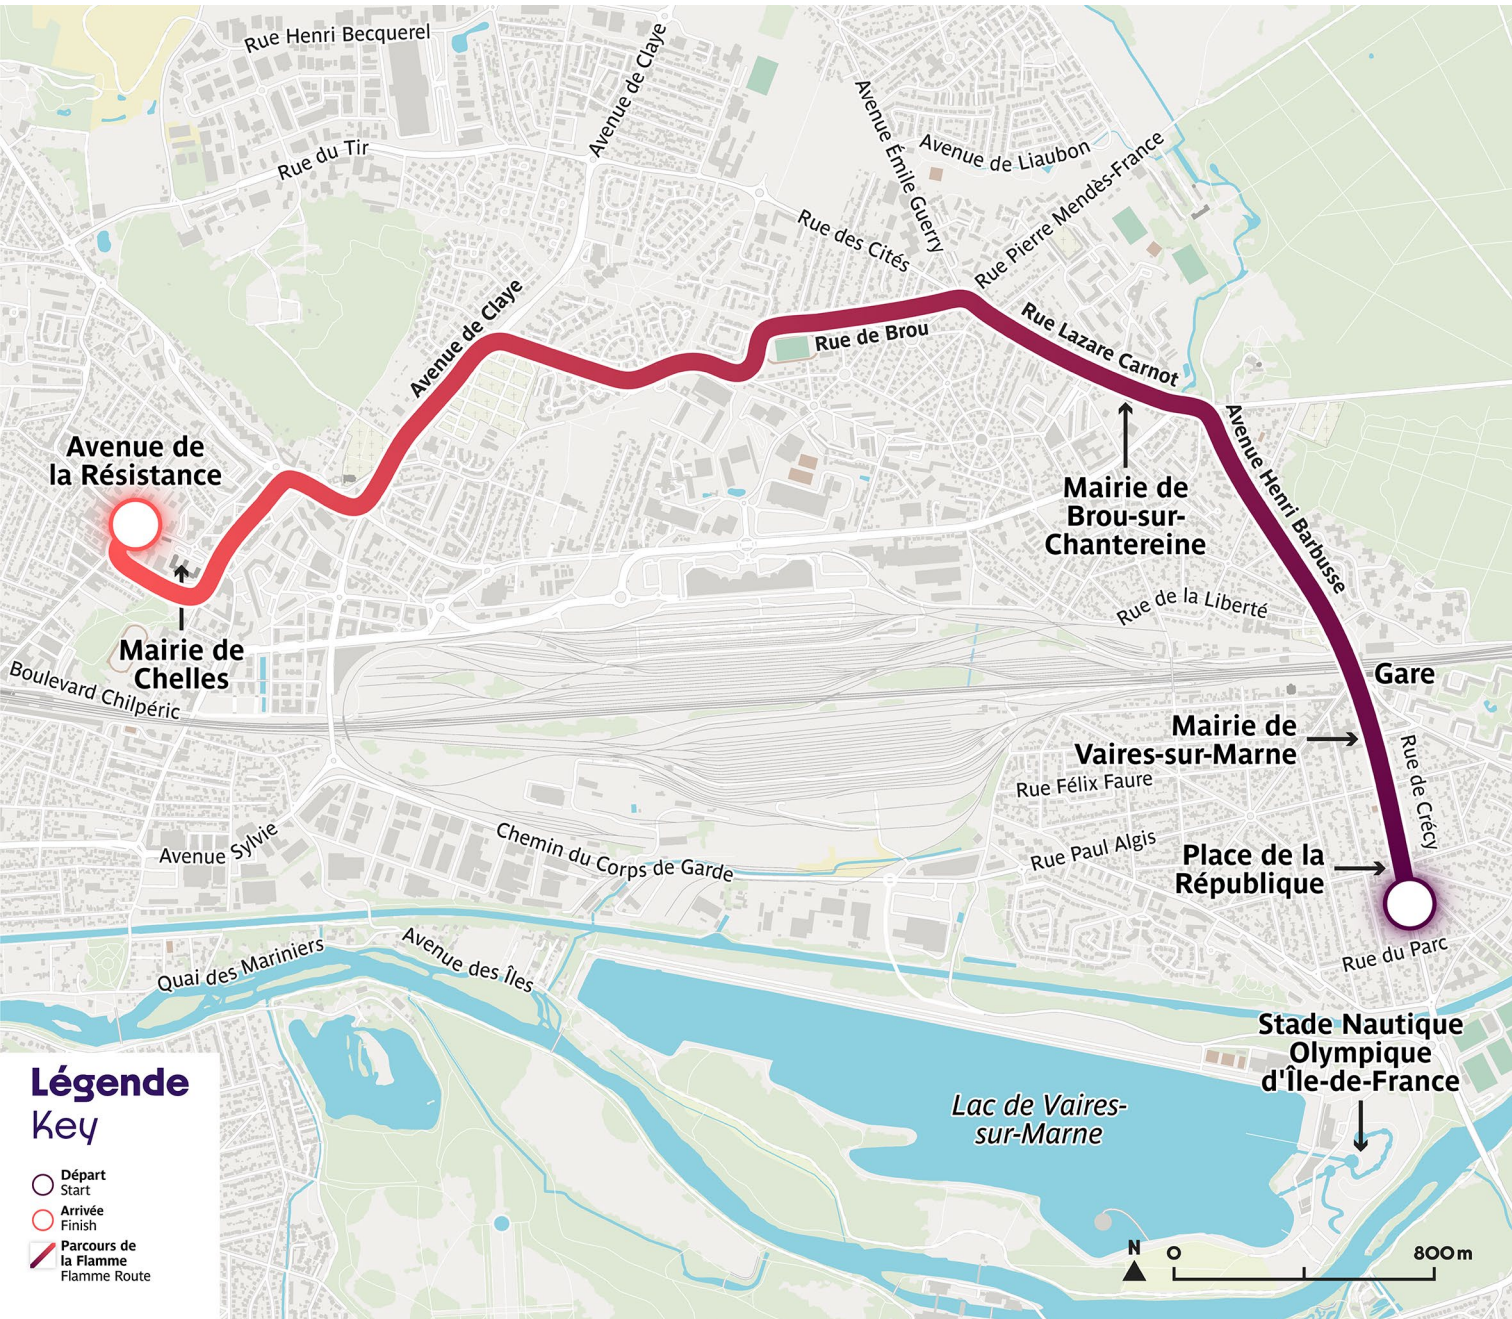 Rue Henri Becquerel
Avenue de Claye
Rue du Tir
Avenue Émile Guerry
Avenue de Liaubon
Rue Pierre Mendès-France
Rue des Cités
Avenue de Claye
Rue de Brou
Rue Lazare Carnot
Avenue de
la Résistance
Avenue Henri Barbusse
Mairie de
Brou-sur-
Chantereine
Rue de la Liberté
Mairie de
Chelles
Boulevard Chilpéric
Gare
Mairie de
Vaires-sur-Marne
Rue de Crécy
Rue Félix Faure
Avenue Sylvie
Chemin du Corps de Garde
Rue Paul Algis
Place de la
République
Rue du Parc
Quai des Mariniers
Avenue des Îles
Stade Nautique
Olympique
d'Île-de-France
Lac de Vaires-
sur-Marne
Légende
Key
Départ
Start
Arrivée
Finish
Parcours de
la Flamme
Flamme Route
N
0
800m